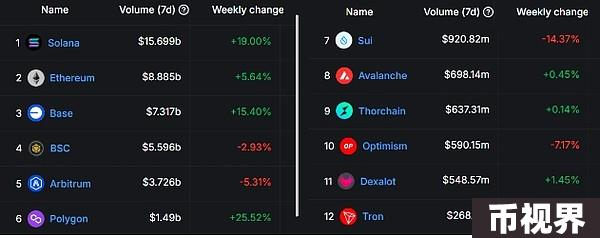 Name Volume (7d) ? Weekly change
1 Solana $15.699b +19.00%
2 Ethereum $8.885b +5.64%
3 Base $7.317b +15.40%
4 BSC $5.596b -2.93%
5 Arbitrum $3.726b -5.31%
6 Polygon $1.49b +25.52%
Name Volume (7d) ? Weekly change
7 Sui $920.82m -14.37%
8 Avalanche $698.14m +0.45%
9 Thorchain $637.31m +0.14%
10 OP Optimism $590.15m -7.17%
11 Dexalot $548.57m +1.45%
12 Tron $268.
币视界